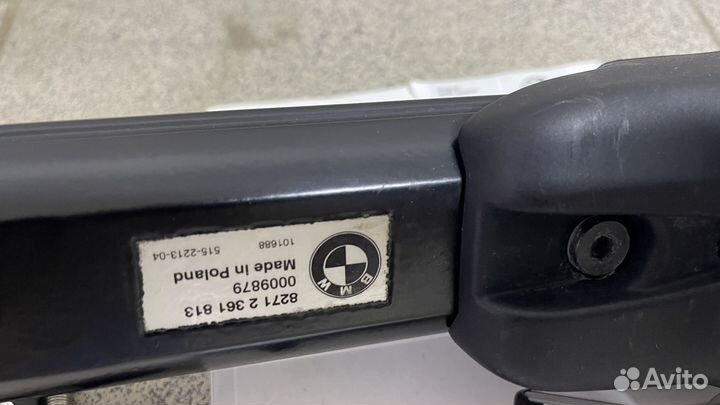 8271 2 361 813
0009879
Made in Poland
BMW
101688
515-2213-04
Avito